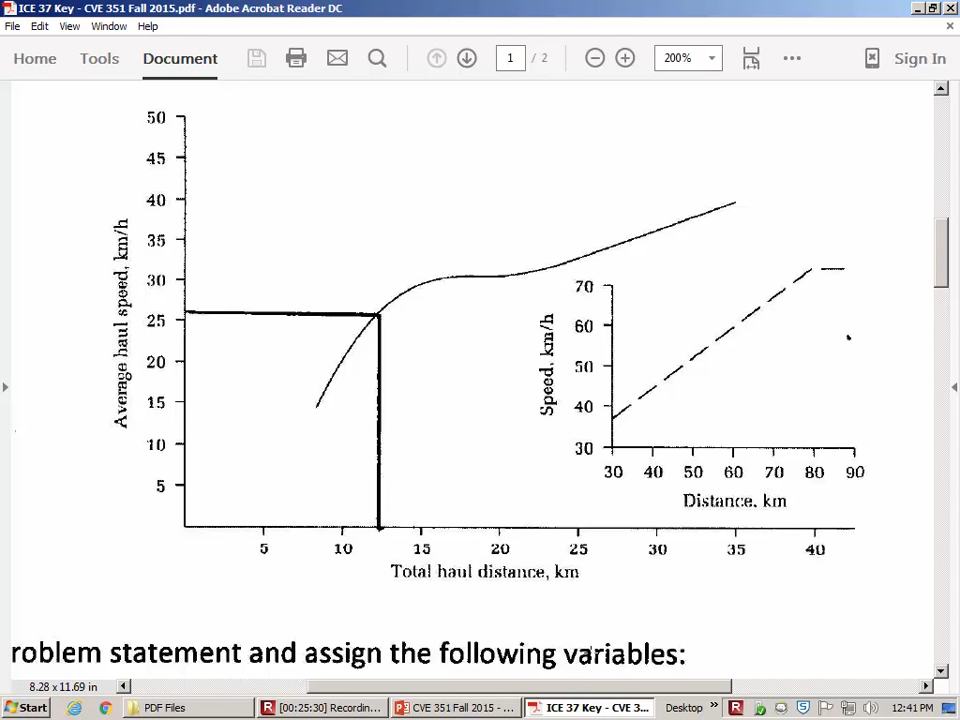 ICE 37 Key - CVE 351 Fall 2015.pdf - Adobe Acrobat Reader DC
File Edit View Window Help
Home Tools Document 1 / 2 200% Sign In
50
45
40
35
30
25
20
15
10
5
Average haul speed, km/h
5 10 15 20 25 30 35 40
Total haul distance, km
70
60
50
40
30
Speed, km/h
30 40 50 60 70 80 90
Distance, km
roblem statement and assign the following variables:
8.28 x 11.69 in
Start PDF Files [00:25:30] Recordin... CVE 351 Fall 2015 - ... ICE 37 Key - CVE 3... Desktop » 12:41 PM